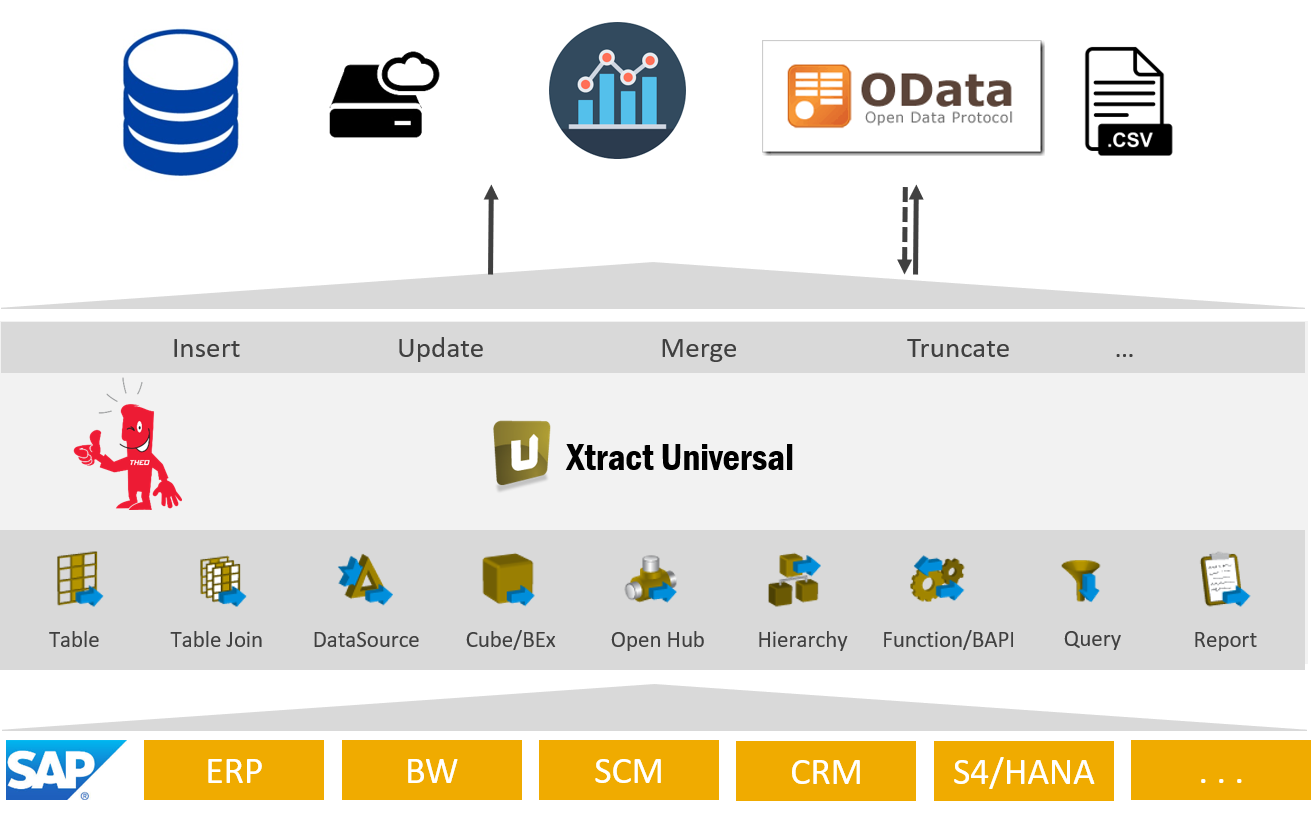 OData
Open Data Protocol
.CSV
Insert
Update
Merge
Truncate
...
THEO
U
Xtract Universal
Table
Table Join
DataSource
Cube/BEx
Open Hub
Hierarchy
Function/BAPI
Query
Report
SAP®
ERP
BW
SCM
CRM
S4/HANA
. . .